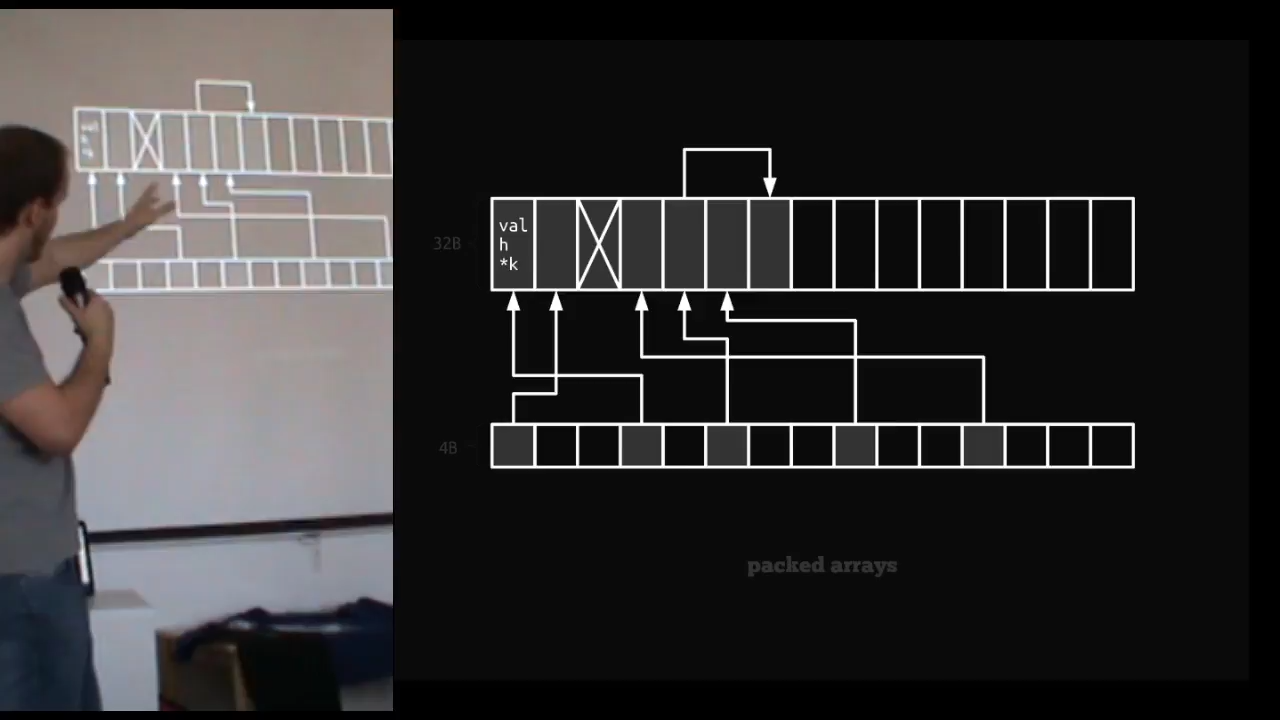 val
h
*k
32B
4B
packed arrays